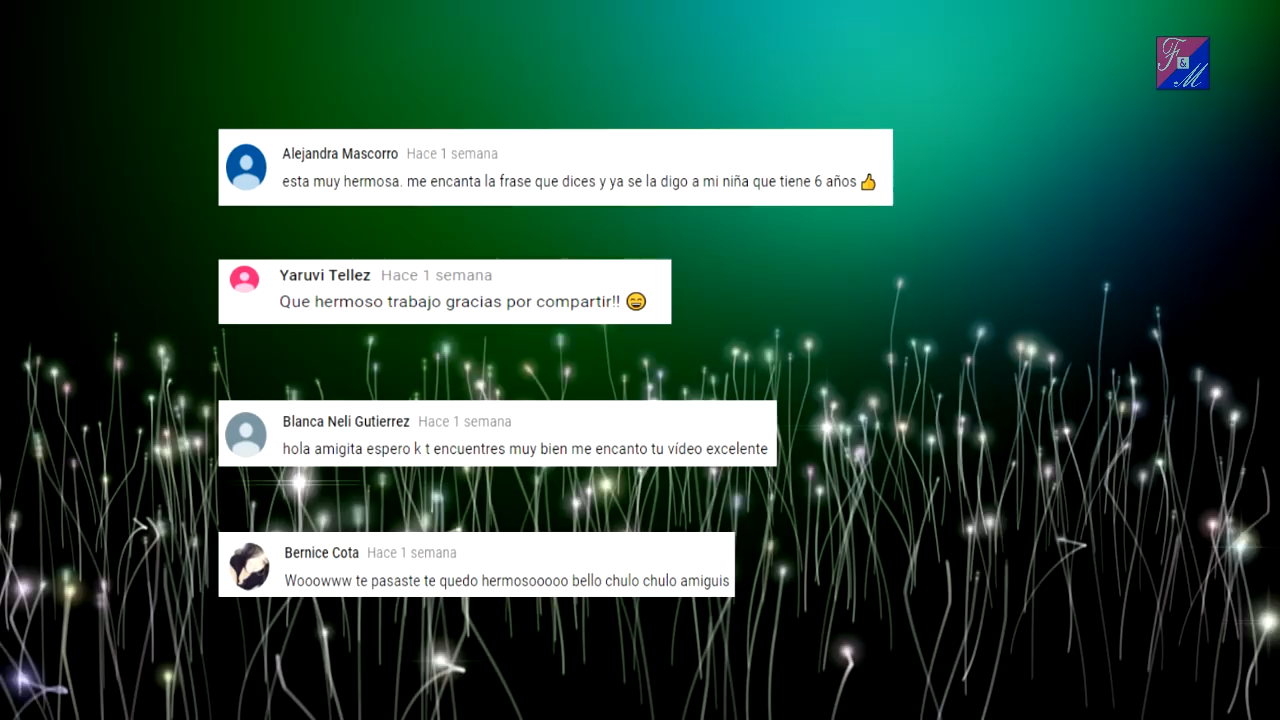 F
&
M
Alejandra Mascorro Hace 1 semana
esta muy hermosa. me encanta la frase que dices y ya se la digo a mi niña que tiene 6 años 👍
Yaruvi Tellez Hace 1 semana
Que hermoso trabajo gracias por compartir!! 😄
Blanca Neli Gutierrez Hace 1 semana
hola amigita espero k t encuentres muy bien me encanto tu vídeo excelente
Bernice Cota Hace 1 semana
Wooowww te pasaste te quedo hermosooooo bello chulo chulo amiguis